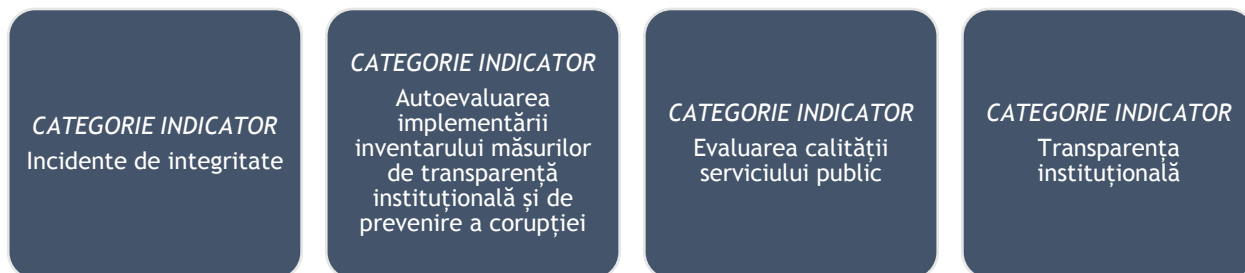 CATEGORIE INDICATOR
Incidente de integritate
CATEGORIE INDICATOR
Autoevaluarea
implementării
inventarului măsurilor
de transparență
instituțională și de
prevenire a corupției
CATEGORIE INDICATOR
Evaluarea calității
serviciului public
CATEGORIE INDICATOR
Transparența
instituțională